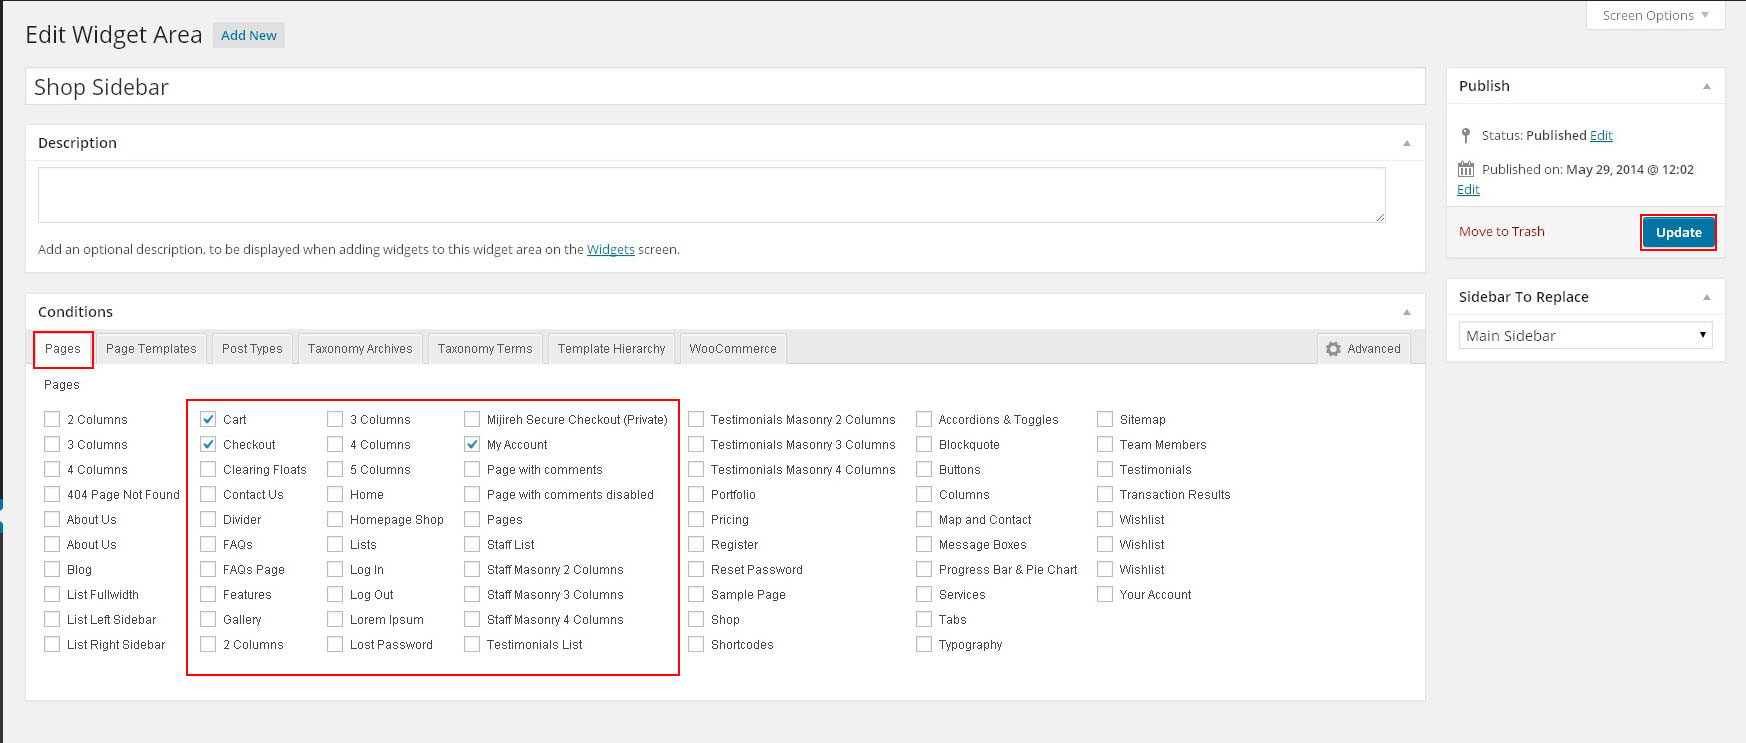 Screen Options
Edit Widget Area Add New
Shop Sidebar
Description
Add an optional description, to be displayed when adding widgets to this widget area on the Widgets screen.
Conditions
Pages Page Templates Post Types Taxonomy Archives Taxonomy Terms Template Hierarchy WooCommerce Advanced
Pages
2 Columns Cart 3 Columns Mijireh Secure Checkout (Private) Testimonials Masonry 2 Columns Accordions & Toggles Sitemap
3 Columns Checkout 4 Columns My Account Testimonials Masonry 3 Columns Blockquote Team Members
4 Columns Clearing Floats 5 Columns Page with comments Testimonials Masonry 4 Columns Buttons Testimonials
404 Page Not Found Contact Us Home Page with comments disabled Portfolio Columns Transaction Results
About Us Divider Homepage Shop Pages Pricing Map and Contact Wishlist
About Us FAQs Lists Staff List Register Message Boxes Wishlist
Blog FAQs Page Log In Staff Masonry 2 Columns Reset Password Progress Bar & Pie Chart Wishlist
List Fullwidth Features Log Out Staff Masonry 3 Columns Sample Page Services Your Account
List Left Sidebar Gallery Lorem Ipsum Staff Masonry 4 Columns Shop Tabs
List Right Sidebar 2 Columns Lost Password Testimonials List Shortcodes Typography
Publish
Status: Published Edit
Published on: May 29, 2014 @ 12:02
Edit
Move to Trash Update
Sidebar To Replace
Main Sidebar